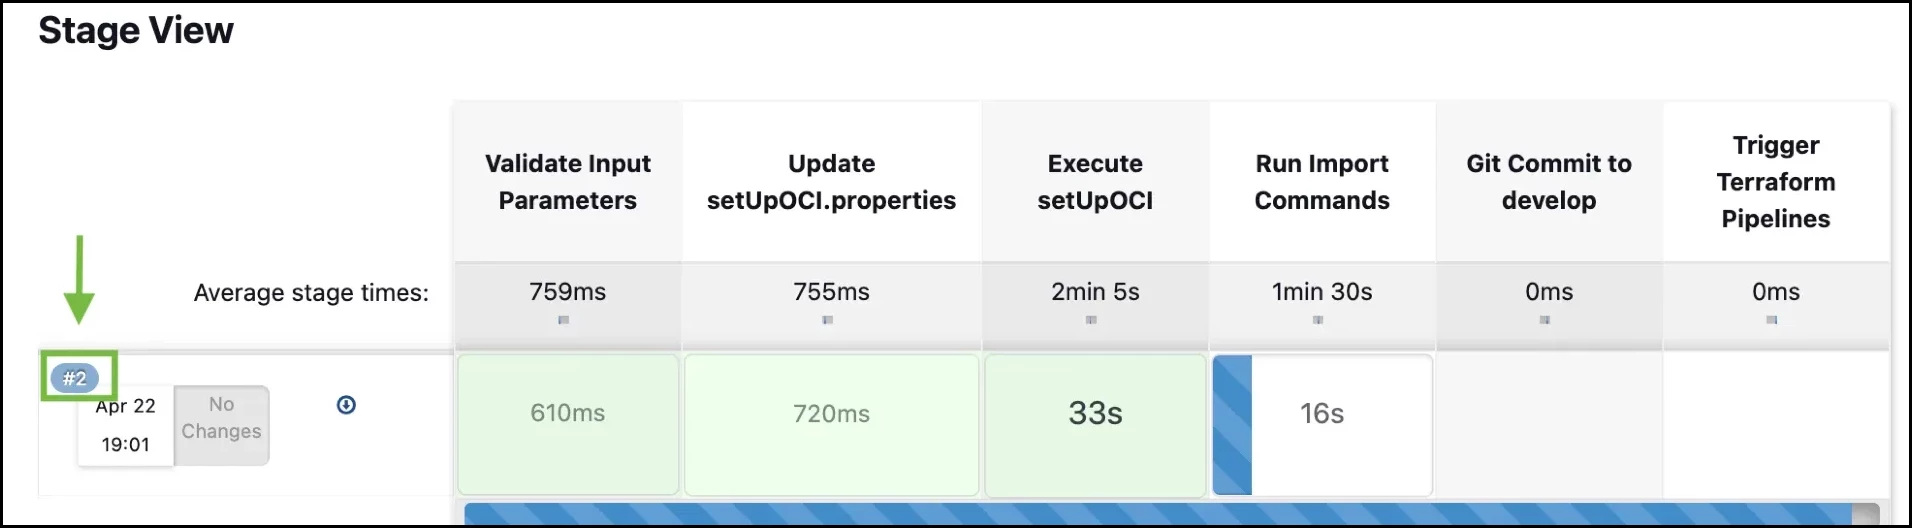 Stage View
Validate Input
Parameters
Update
setUpOCI.properties
Execute
setUpOCI
Run Import
Commands
Git Commit to
develop
Trigger
Terraform
Pipelines
Average stage times:
759ms
755ms
2min 5s
1min 30s
0ms
0ms
#2
Apr 22
19:01
No
Changes
610ms
720ms
33s
16s